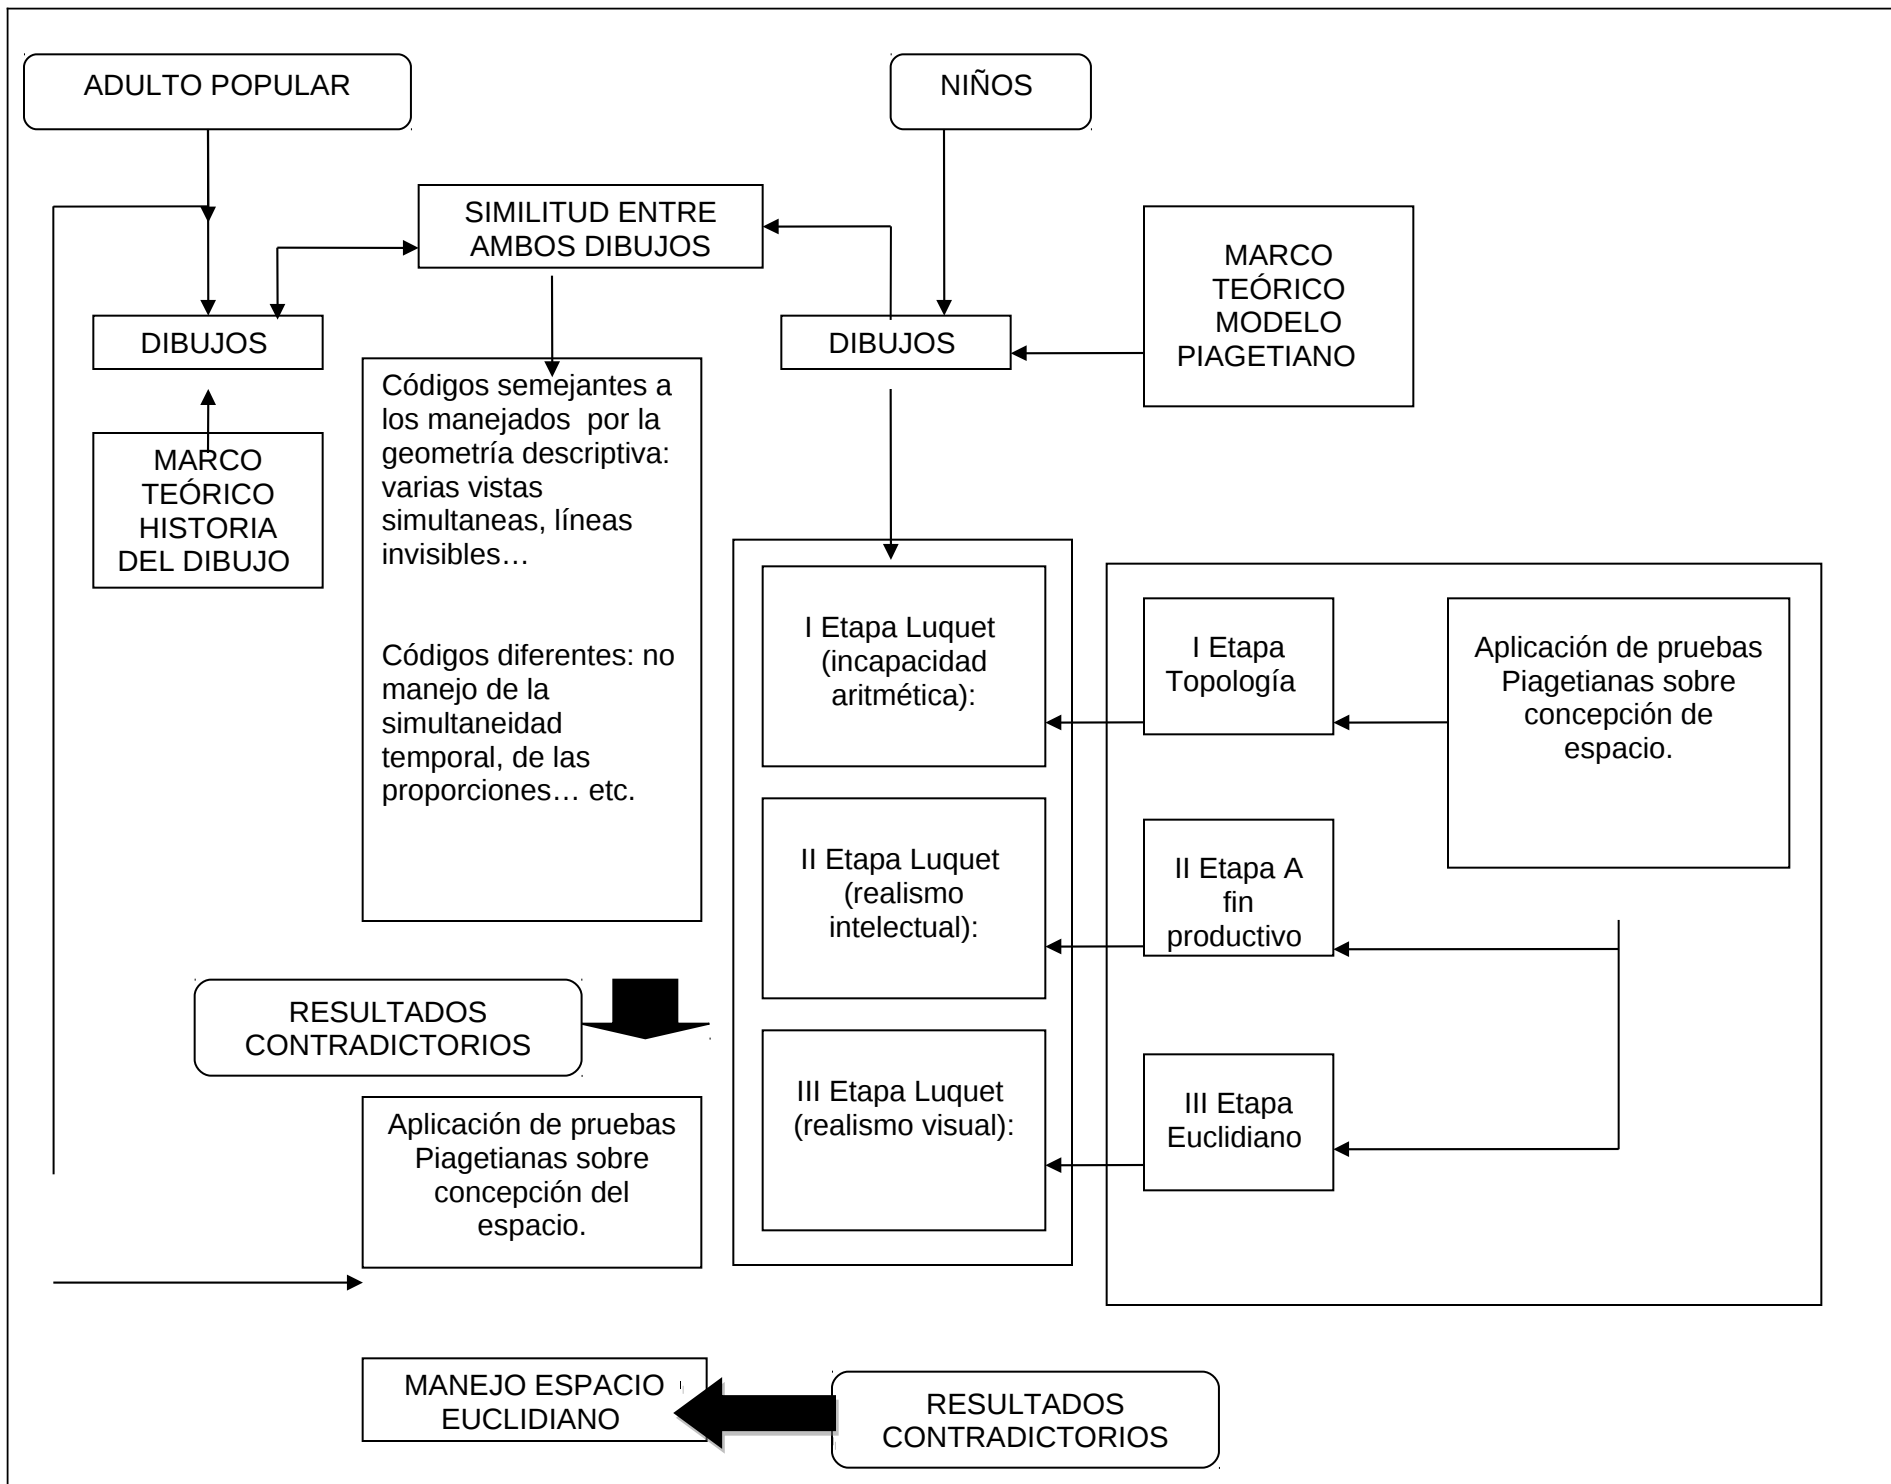 ADULTO POPULAR
NIÑOS
SIMILITUD ENTRE
AMBOS DIBUJOS
MARCO
TEÓRICO
MODELO
PIAGETIANO
DIBUJOS
DIBUJOS
MARCO
TEÓRICO
HISTORIA
DEL DIBUJO
Códigos semejantes a
los manejados por la
geometría descriptiva:
varias vistas
simultaneas, líneas
invisibles…
Códigos diferentes: no
manejo de la
simultaneidad
temporal, de las
proporciones… etc.
I Etapa Luquet
(incapacidad
aritmética):
I Etapa
Topología
Aplicación de pruebas
Piagetianas sobre
concepción de
espacio.
II Etapa Luquet
(realismo
intelectual):
II Etapa A
fin
productivo
III Etapa Luquet
(realismo visual):
III Etapa
Euclidiano
RESULTADOS
CONTRADICTORIOS
Aplicación de pruebas
Piagetianas sobre
concepción del
espacio.
MANEJO ESPACIO
EUCLIDIANO
RESULTADOS
CONTRADICTORIOS